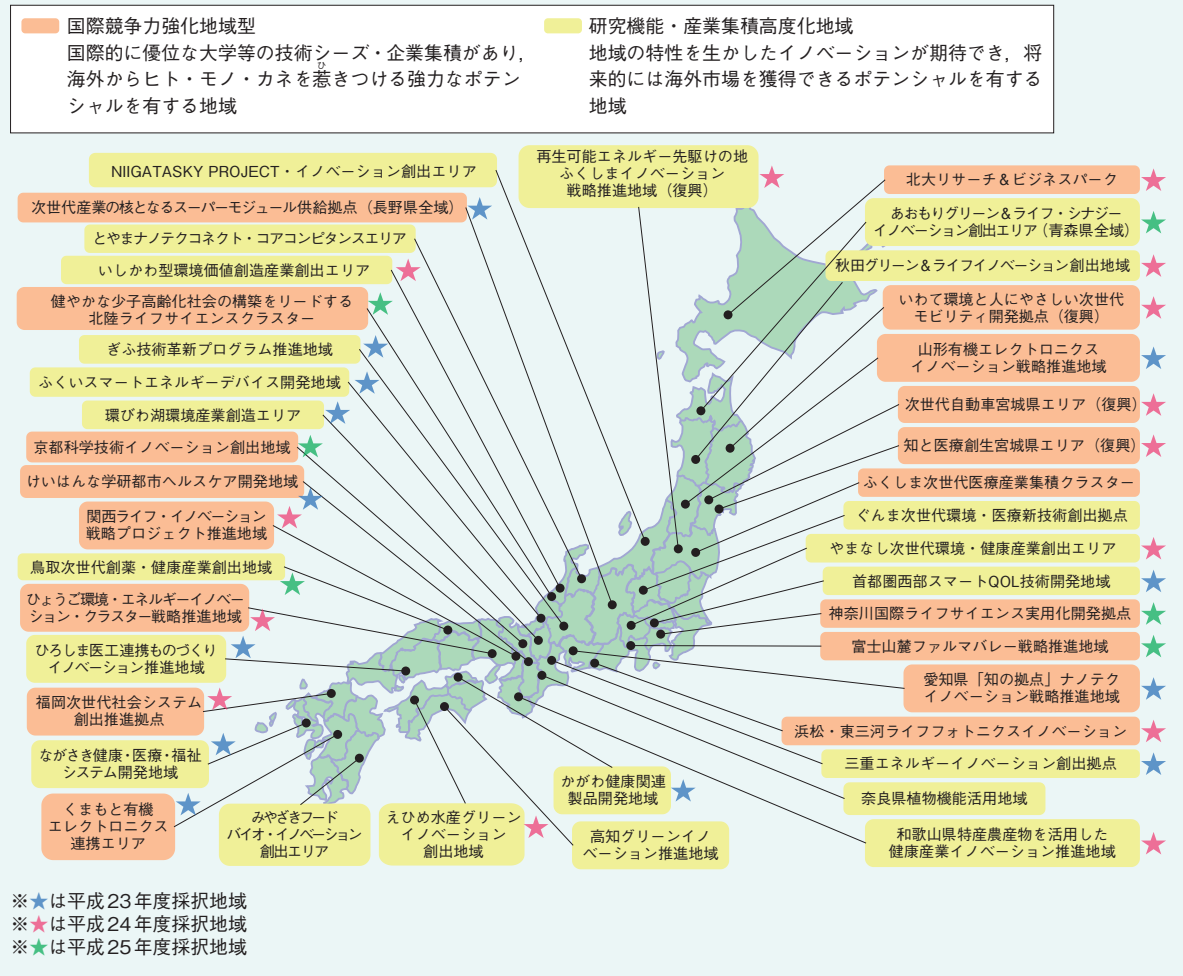 国際競争力強化地域型
国際的に優位な大学等の技術シーズ・企業集積があり,
海外からヒト・モノ・カネを惹きつける強力なポテン
ひ
シャルを有する地域
研究機能・産業集積高度化地域
地域の特性を生かしたイノベーションが期待でき,将
来的には海外市場を獲得できるポテンシャルを有する
地域
NIIGATASKY PROJECT・イノベーション創出エリア
次世代産業の核となるスーパーモジュール供給拠点(長野県全域)
とやまナノテクコネクト・コアコンピタンスエリア
いしかわ型環境価値創造産業創出エリア
健やかな少子高齢化社会の構築をリードする
北陸ライフサイエンスクラスター
ぎふ技術革新プログラム推進地域
ふくいスマートエネルギーデバイス開発地域
環びわ湖環境産業創造エリア
京都科学技術イノベーション創出地域
けいはんな学研都市ヘルスケア開発地域
関西ライフ・イノベーション
戦略プロジェクト推進地域
鳥取次世代創薬・健康産業創出地域
ひょうご環境・エネルギーイノベー
ション・クラスター戦略推進地域
ひろしま医工連携ものづくり
イノベーション推進地域
福岡次世代社会システム
創出推進拠点
ながさき健康・医療・福祉
システム開発地域
くまもと有機
エレクトロニクス
連携エリア
みやざきフード
バイオ・イノベーション
創出エリア
えひめ水産グリーン
イノベーション
創出地域
高知グリーンイノ
ベーション推進地域
かがわ健康関連
製品開発地域
再生可能エネルギー先駆けの地
ふくしまイノベーション
戦略推進地域(復興)
北大リサーチ&ビジネスパーク
あおもりグリーン&ライフ・シナジー
イノベーション創出エリア(青森県全域)
秋田グリーン&ライフイノベーション創出地域
いわて環境と人にやさしい次世代
モビリティ開発拠点(復興)
山形有機エレクトロニクス
イノベーション戦略推進地域
次世代自動車宮城県エリア(復興)
知と医療創生宮城県エリア(復興)
ふくしま次世代医療産業集積クラスター
ぐんま次世代環境・医療新技術創出拠点
やまなし次世代環境・健康産業創出エリア
首都圏西部スマートQOL技術開発地域
神奈川国際ライフサイエンス実用化開発拠点
富士山麓ファルマバレー戦略推進地域
愛知県「知の拠点」ナノテク
イノベーション戦略推進地域
浜松・東三河ライフフォトニクスイノベーション
三重エネルギーイノベーション創出拠点
奈良県植物機能活用地域
和歌山県特産農産物を活用した
健康産業イノベーション推進地域
※★は平成23年度採択地域
※★は平成24年度採択地域
※★は平成25年度採択地域